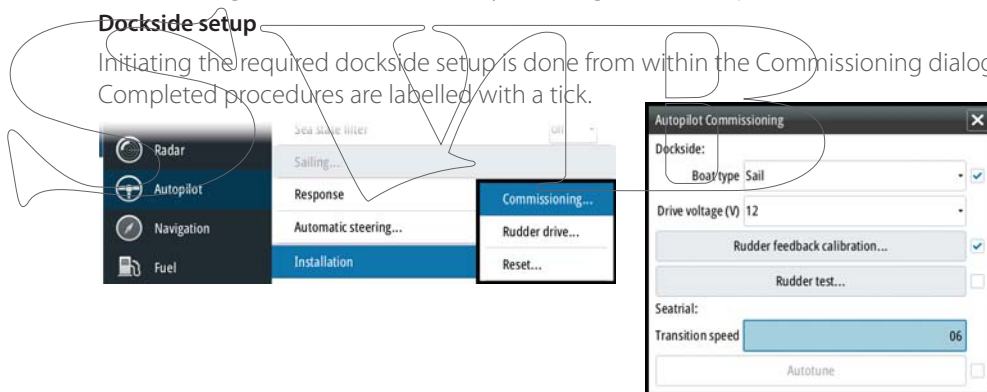 Dockside setup
Initiating the required dockside setup is done from within the Commissioning dialog
Completed procedures are labelled with a tick.
SVB
Radar
Autopilot
Navigation
Fuel
Sea state filter
Off
Sailing...
Response
Automatic steering...
Installation
Commissioning...
Rudder drive...
Reset...
Autopilot Commissioning
Dockside:
Boat type Sail
Drive voltage (V) 12
Rudder feedback calibration...
Rudder test...
Seatrial:
Transition speed 06
Autotune